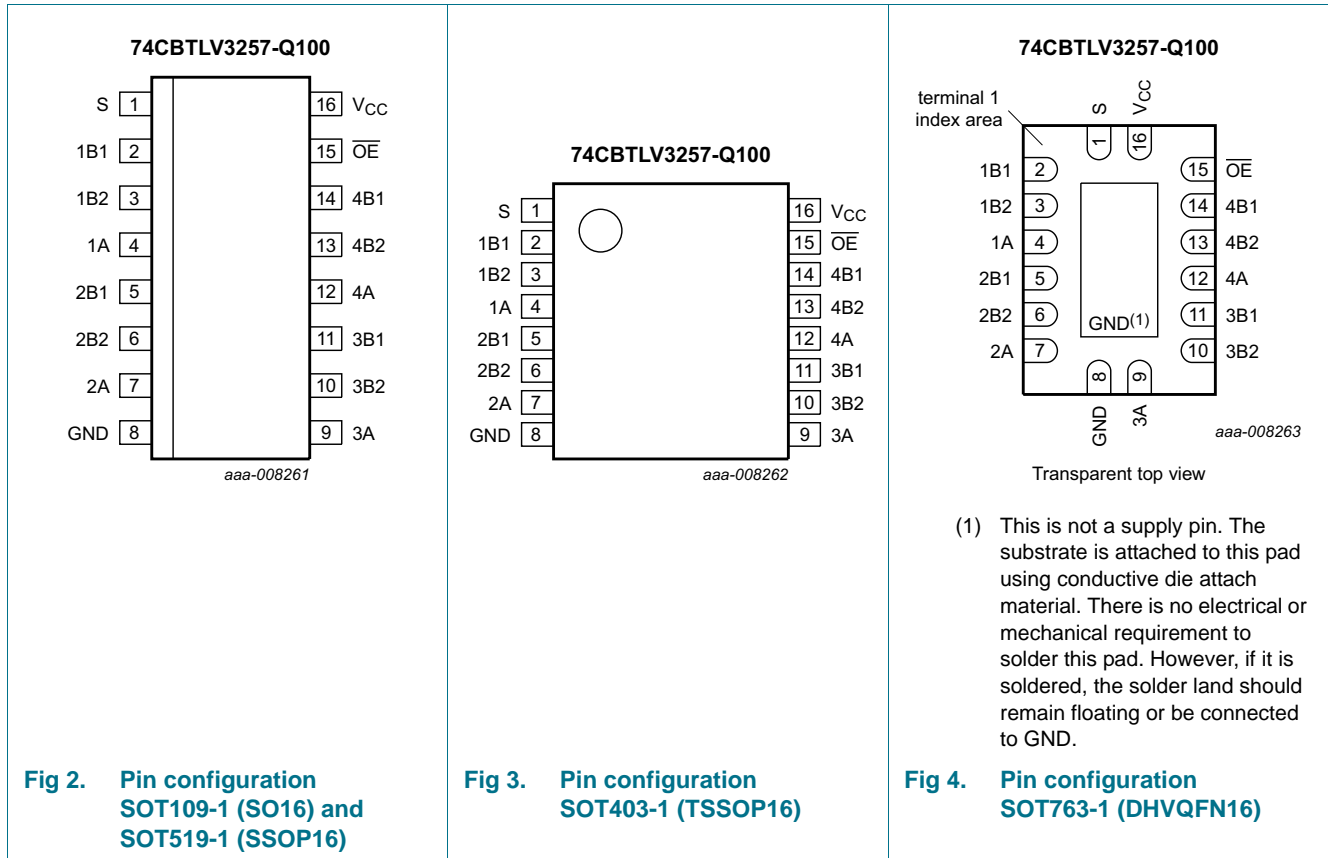 74CBTLV3257-Q100
S 1 16 VCC
1B1 2 15 OE
1B2 3 14 4B1
1A 4 13 4B2
2B1 5 12 4A
2B2 6 11 3B1
2A 7 10 3B2
GND 8 9 3A
aaa-008261
Fig 2. Pin configuration
SOT109-1 (SO16) and
SOT519-1 (SSOP16)
74CBTLV3257-Q100
S 1 16 VCC
1B1 2 15 OE
1B2 3 14 4B1
1A 4 13 4B2
2B1 5 12 4A
2B2 6 11 3B1
2A 7 10 3B2
GND 8 9 3A
aaa-008262
Fig 3. Pin configuration
SOT403-1 (TSSOP16)
74CBTLV3257-Q100
terminal 1
index area
S VCC
1 16
1B1 2 15 OE
1B2 3 14 4B1
1A 4 13 4B2
2B1 5 12 4A
2B2 6 GND(1) 11 3B1
2A 7 10 3B2
8 9
GND 3A
aaa-008263
Transparent top view
(1) This is not a supply pin. The
substrate is attached to this pad
using conductive die attach
material. There is no electrical or
mechanical requirement to
solder this pad. However, if it is
soldered, the solder land should
remain floating or be connected
to GND.
Fig 4. Pin configuration
SOT763-1 (DHVQFN16)